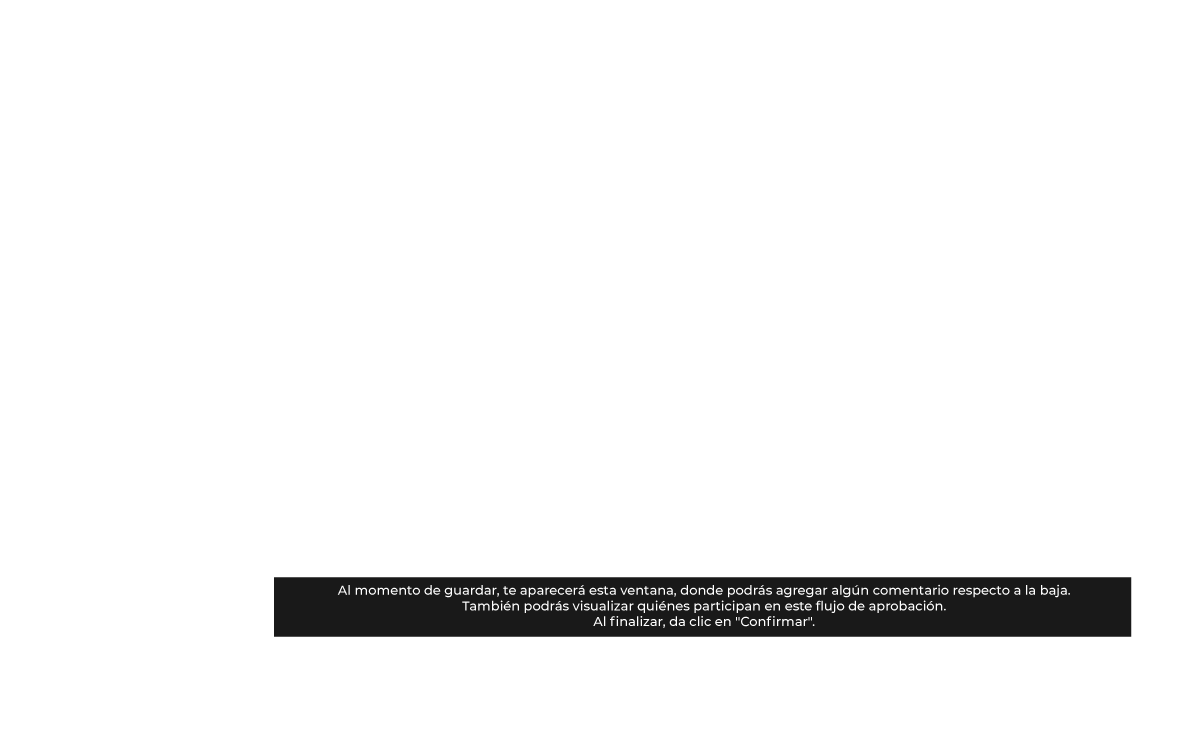 Al momento de guardar, te aparecerá esta ventana, donde podrás agregar algún comentario respecto a la baja.
También podrás visualizar quiénes participan en este flujo de aprobación.
Al finalizar, da clic en "Confirmar".